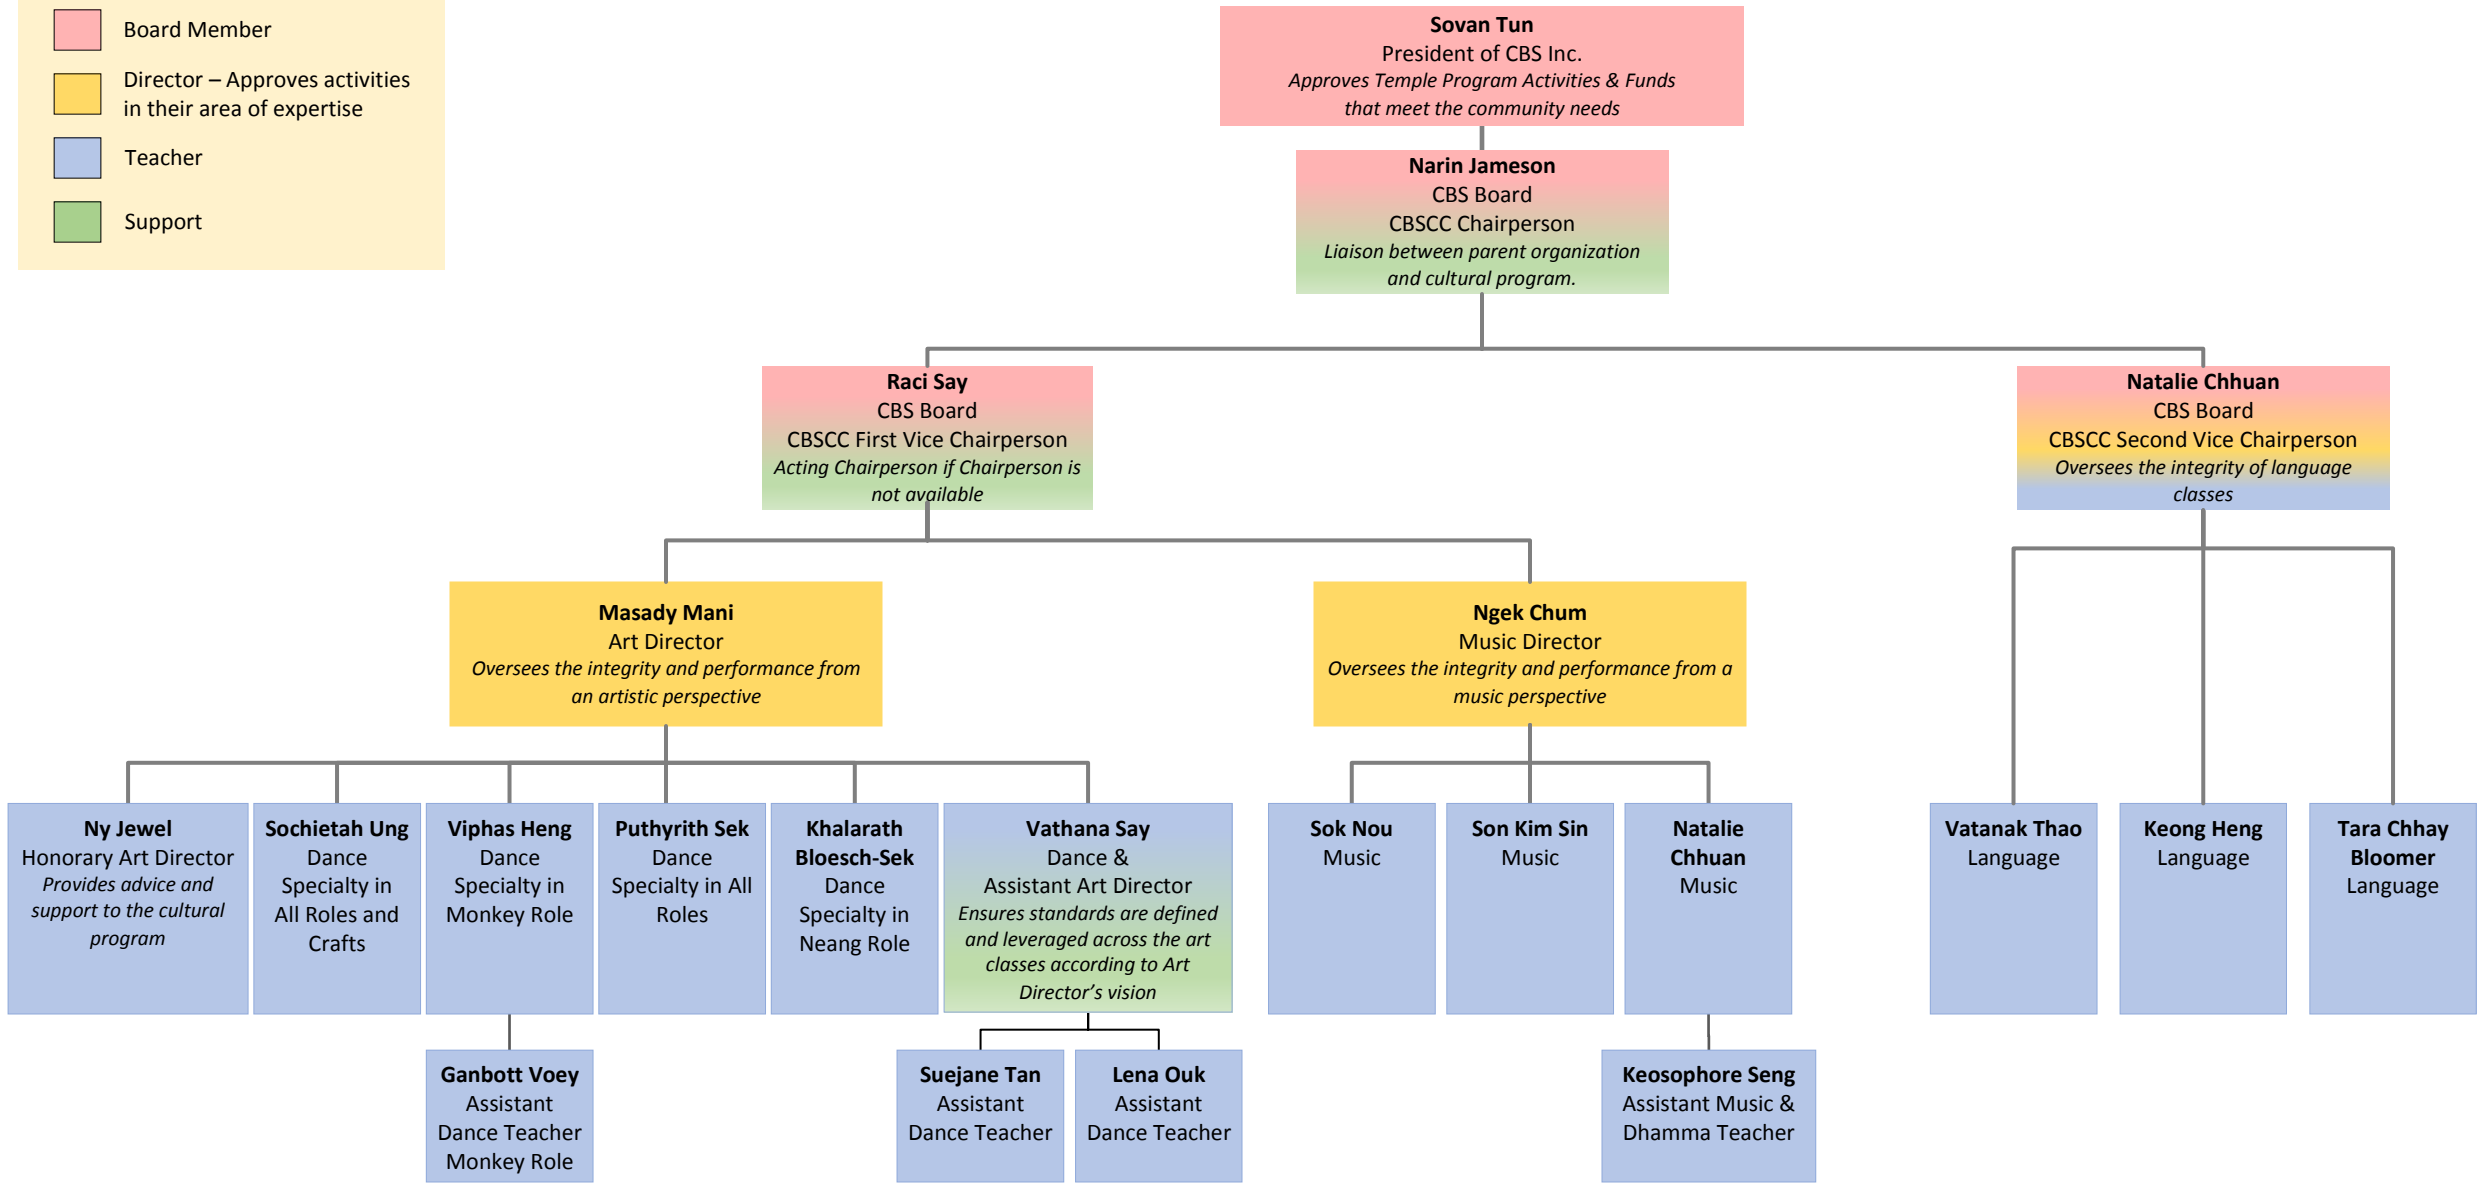 Board Member
Director – Approves activities
in their area of expertise
Teacher
Support
Sovan Tun
President of CBS Inc.
Approves Temple Program Activities & Funds
that meet the community needs
Narin Jameson
CBS Board
CBSCC Chairperson
Liaison between parent organization
and cultural program.
Raci Say
CBS Board
CBSCC First Vice Chairperson
Acting Chairperson if Chairperson is
not available
Natalie Chhuan
CBS Board
CBSCC Second Vice Chairperson
Oversees the integrity of language
classes
Masady Mani
Art Director
Oversees the integrity and performance from
an artistic perspective
Ngek Chum
Music Director
Oversees the integrity and performance from a
music perspective
Ny Jewel
Honorary Art Director
Provides advice and
support to the cultural
program
Sochietah Ung
Dance
Specialty in
All Roles and
Crafts
Viphas Heng
Dance
Specialty in
Monkey Role
Puthyrith Sek
Dance
Specialty in All
Roles
Khalarath
Bloesch-Sek
Dance
Specialty in
Neang Role
Vathana Say
Dance &
Assistant Art Director
Ensures standards are defined
and leveraged across the art
classes according to Art
Director’s vision
Sok Nou
Music
Son Kim Sin
Music
Natalie
Chhuan
Music
Vatanak Thao
Language
Keong Heng
Language
Tara Chhay
Bloomer
Language
Ganbott Voey
Assistant
Dance Teacher
Monkey Role
Suejane Tan
Assistant
Dance Teacher
Lena Ouk
Assistant
Dance Teacher
Keosophore Seng
Assistant Music &
Dhamma Teacher